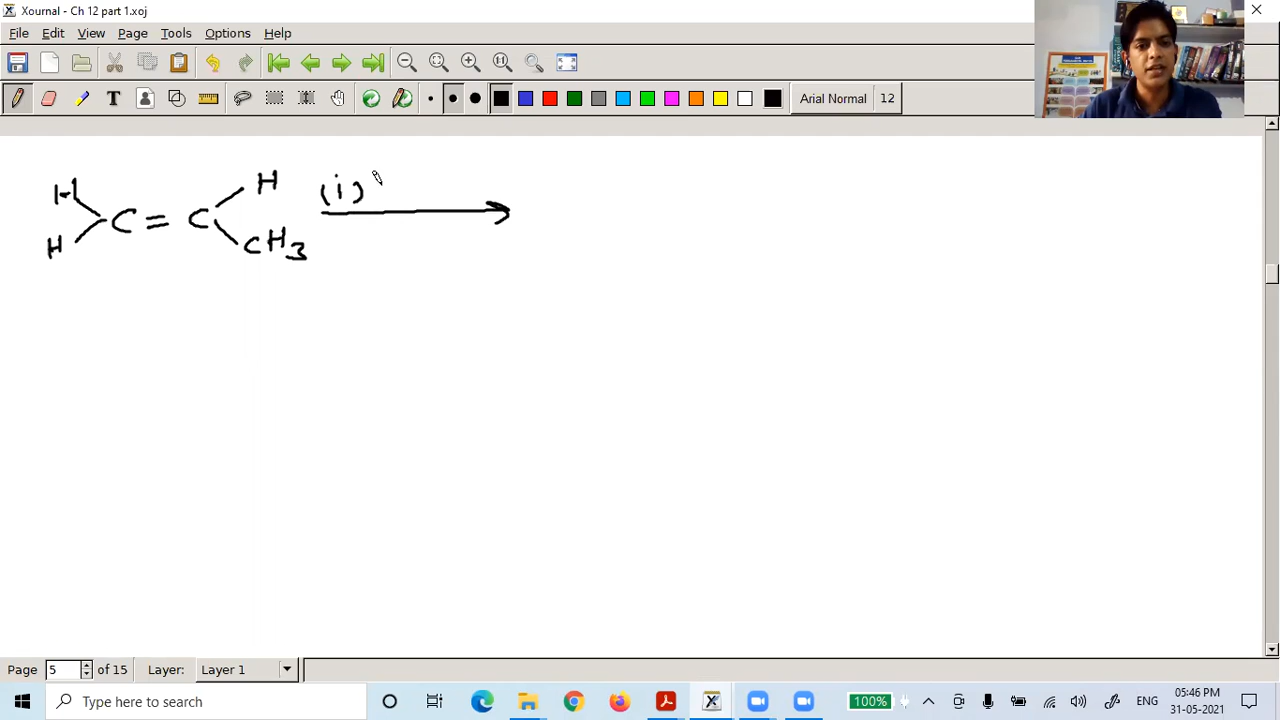 Xournal - Ch 12 part 1.xoj
File Edit View Page Tools Options Help
Arial Normal 12
H H (i)
C = C
H CH3
Page 5 of 15 Layer: Layer 1
Type here to search
100% ENG 05:46 PM
31-05-2021